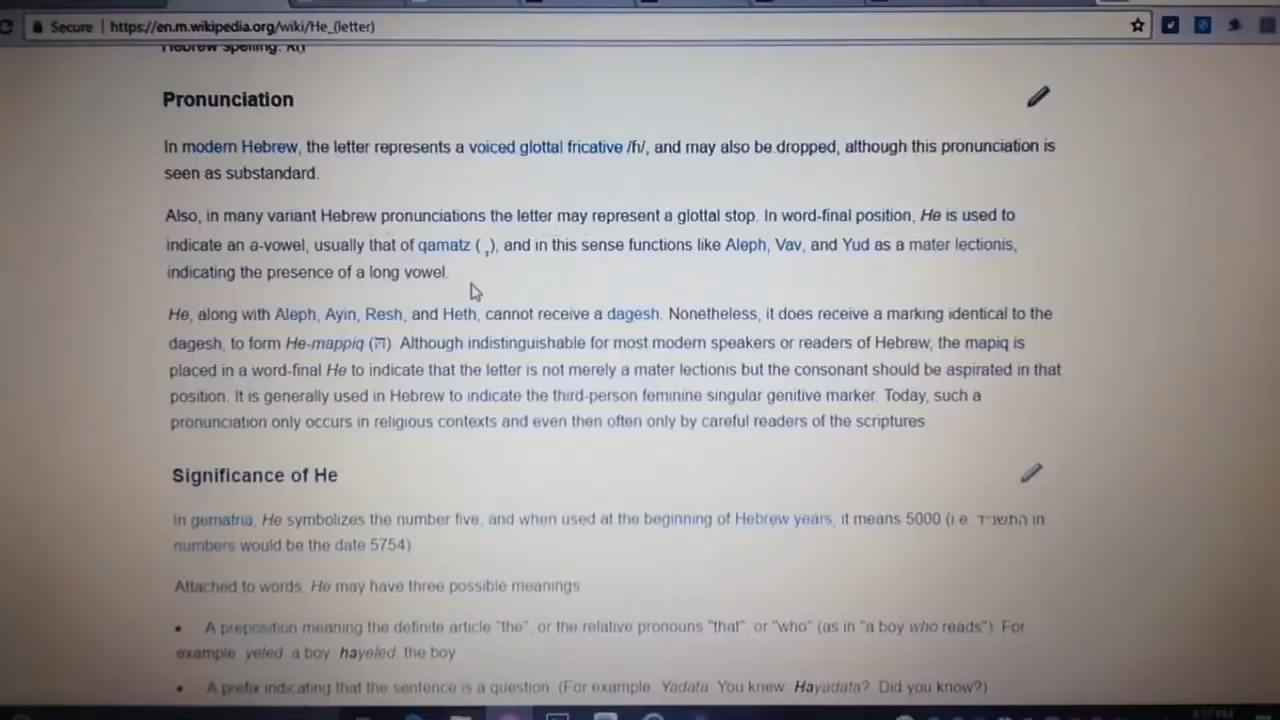 Secure | https://en.m.wikipedia.org/wiki/He_(letter)
Hebrew spelling:
Pronunciation
In modern Hebrew, the letter represents a voiced glottal fricative /ɦ/, and may also be dropped, although this pronunciation is
seen as substandard.
Also, in many variant Hebrew pronunciations the letter may represent a glottal stop. In word-final position, He is used to
indicate an a-vowel, usually that of qamatz ( ָ ), and in this sense functions like Aleph, Vav, and Yud as a mater lectionis,
indicating the presence of a long vowel.
He, along with Aleph, Ayin, Resh, and Heth, cannot receive a dagesh. Nonetheless, it does receive a marking identical to the
dagesh, to form He-mappiq (הּ). Although indistinguishable for most modern speakers or readers of Hebrew, the mapiq is
placed in a word-final He to indicate that the letter is not merely a mater lectionis but the consonant should be aspirated in that
position. It is generally used in Hebrew to indicate the third-person feminine singular genitive marker. Today, such a
pronunciation only occurs in religious contexts and even then often only by careful readers of the scriptures
Significance of He
In gematria, He symbolizes the number five, and when used at the beginning of Hebrew years, it means 5000 (i.e. התשנ״ד in
numbers would be the date 5754)
Attached to words, He may have three possible meanings
• A preposition meaning the definite article "the", or the relative pronouns "that", or "who" (as in "a boy who reads"). For
example yeled, a boy hayeled, the boy
• A prefix indicating that the sentence is a question. (For example Yadata You knew Hayadata? Did you know?)